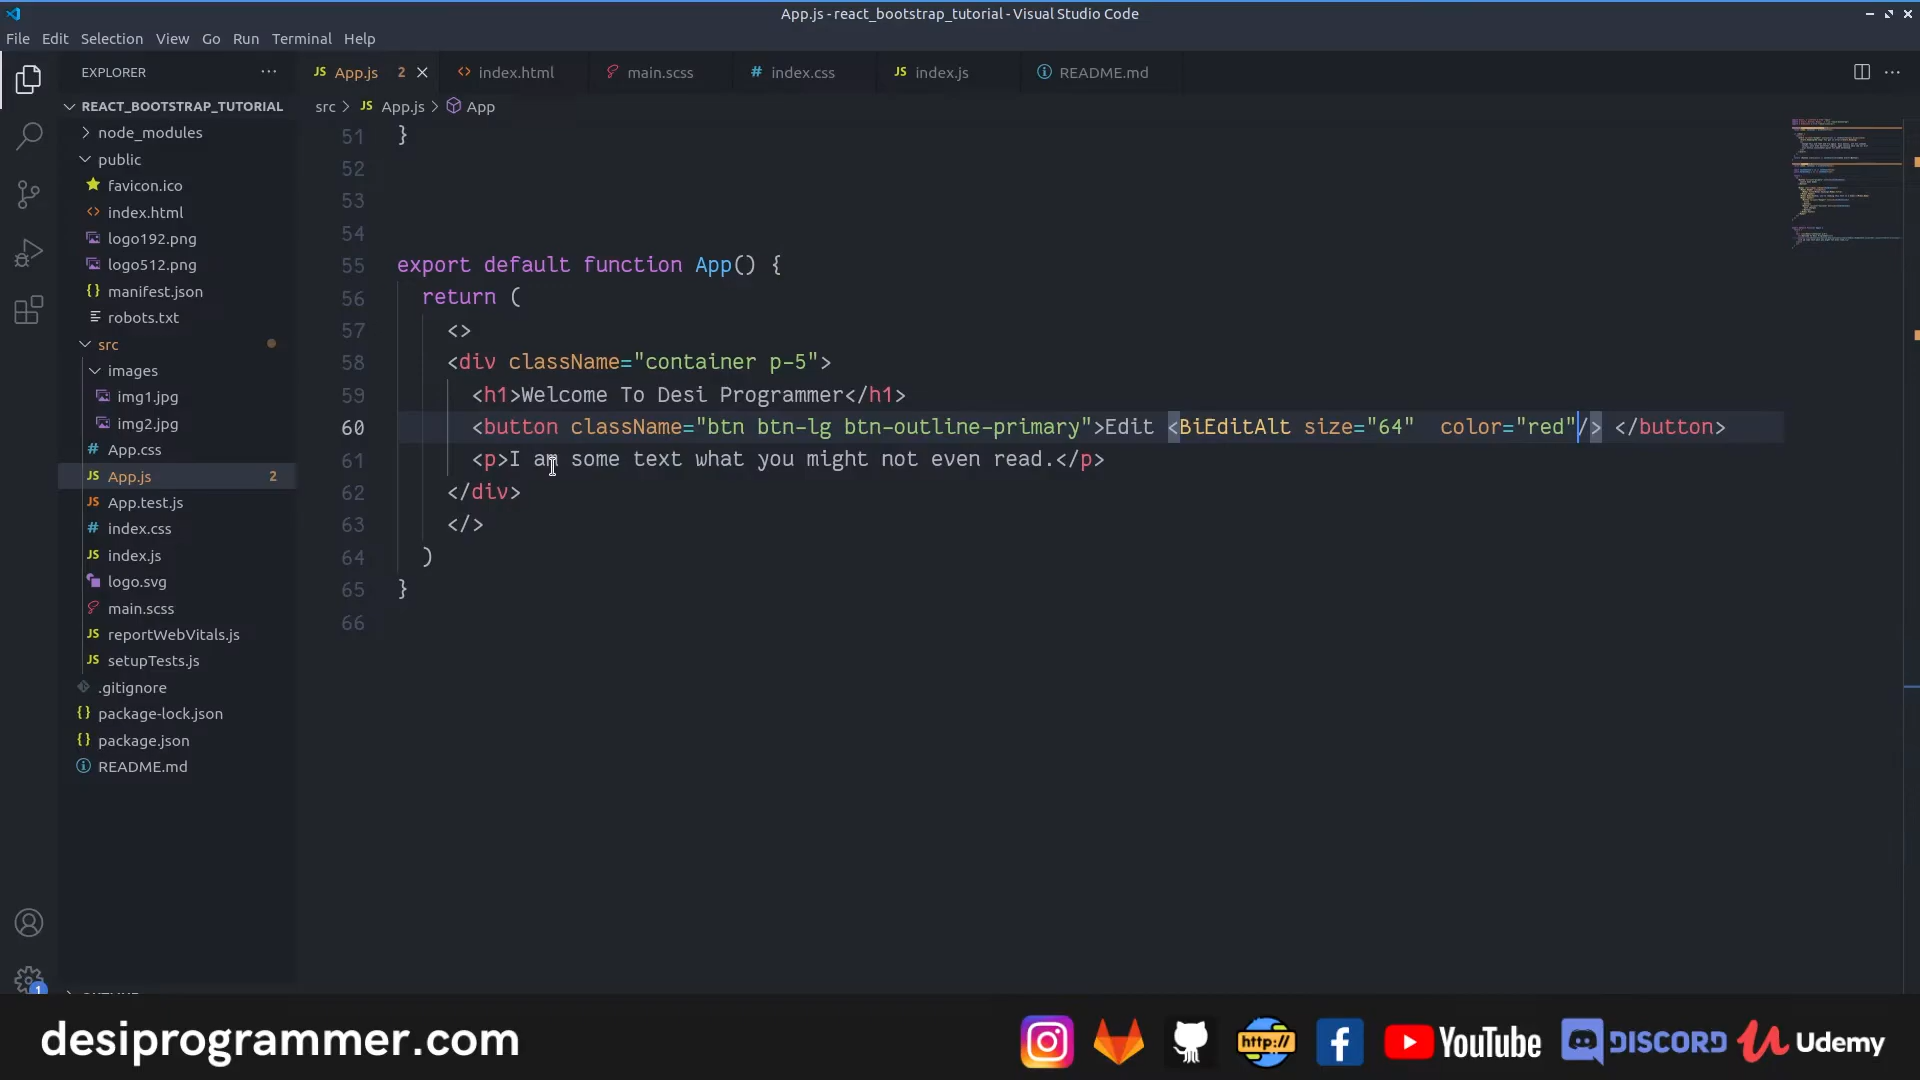 App.js - react_bootstrap_tutorial - Visual Studio Code
File Edit Selection View Go Run Terminal Help
EXPLORER ···
JS App.js 2
<> index.html
main.scss
# index.css
JS index.js
README.md
REACT_BOOTSTRAP_TUTORIAL
src > JS App.js > App
node_modules
public
favicon.ico
<> index.html
logo192.png
logo512.png
{} manifest.json
robots.txt
src
images
img1.jpg
img2.jpg
# App.css
JS App.js 2
JS App.test.js
# index.css
JS index.js
logo.svg
main.scss
JS reportWebVitals.js
JS setupTests.js
.gitignore
{} package-lock.json
{} package.json
README.md
51 }
52
53
54
55 export default function App() {
56 return (
57 <>
58 <div className="container p-5">
59 <h1>Welcome To Desi Programmer</h1>
60 <button className="btn btn-lg btn-outline-primary">Edit <BiEditAlt size="64"  color="red"/> </button>
61 <p>I am some text what you might not even read.</p>
62 </div>
63 </>
64 )
65 }
66
1
desiprogrammer.com
http://
YouTube
DISCORD
Udemy